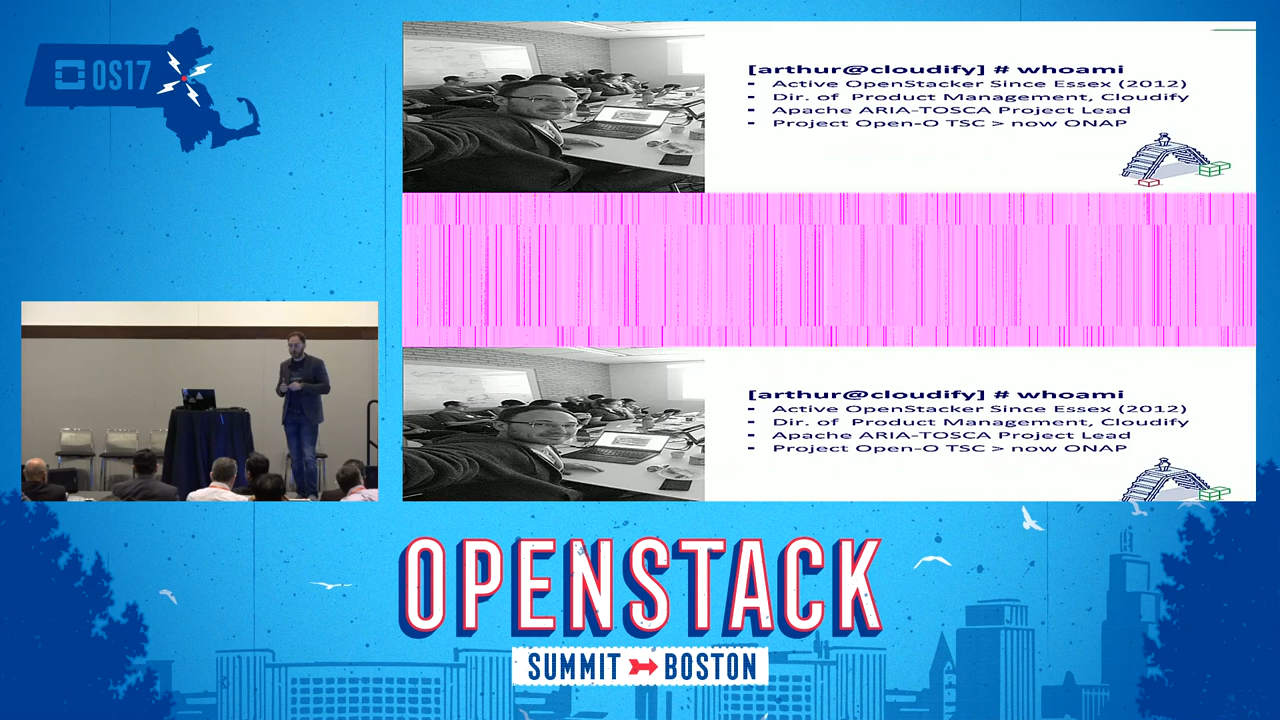 OS17
[arthur@cloudify] # whoami
- Active OpenStacker Since Essex (2012)
- Dir. of Product Management, Cloudify
- Apache ARIA-TOSCA Project Lead
- Project Open-O TSC > now ONAP
[arthur@cloudify] # whoami
- Active OpenStacker Since Essex (2012)
- Dir. of Product Management, Cloudify
- Apache ARIA-TOSCA Project Lead
- Project Open-O TSC > now ONAP
OPENSTACK
SUMMIT BOSTON